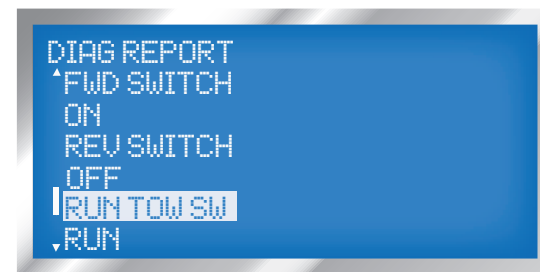 DIAG REPORT
FWD SWITCH
ON
REV SWITCH
OFF
RUN TOW SW
RUN